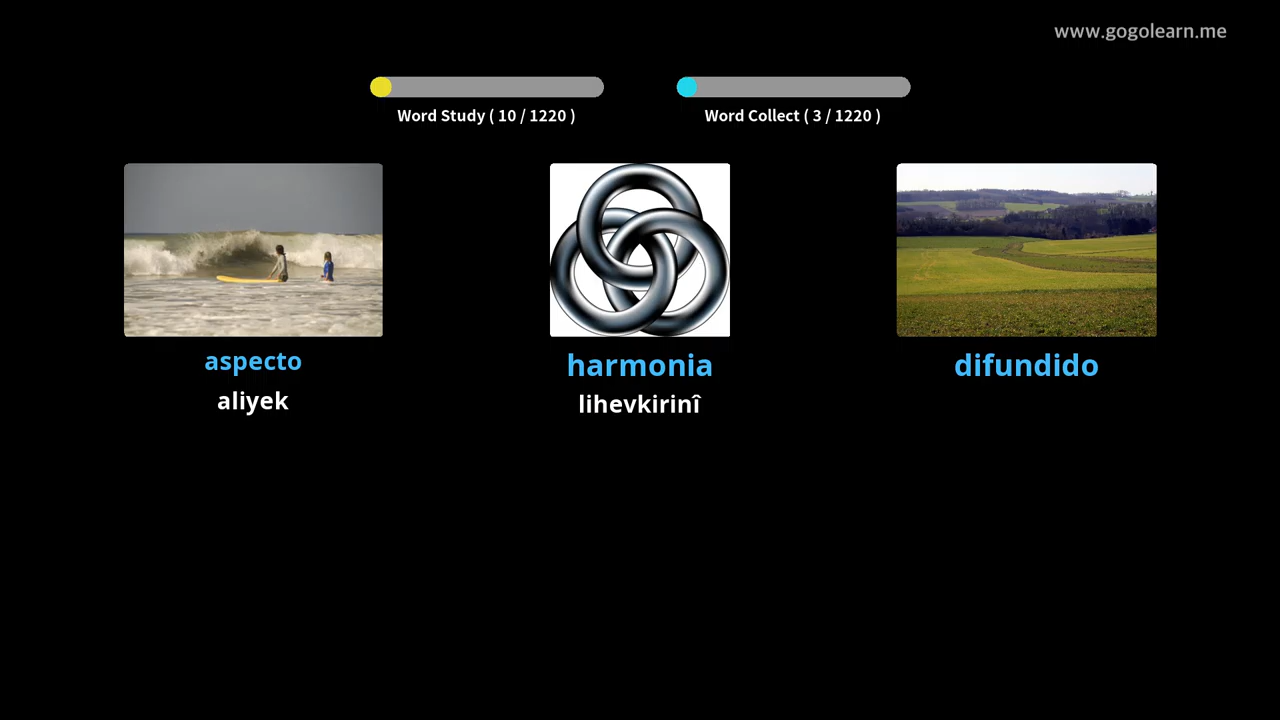 www.gogolearn.me
Word Study ( 10 / 1220 )
Word Collect ( 3 / 1220 )
aspecto
aliyek
harmonia
lihevkirinî
difundido